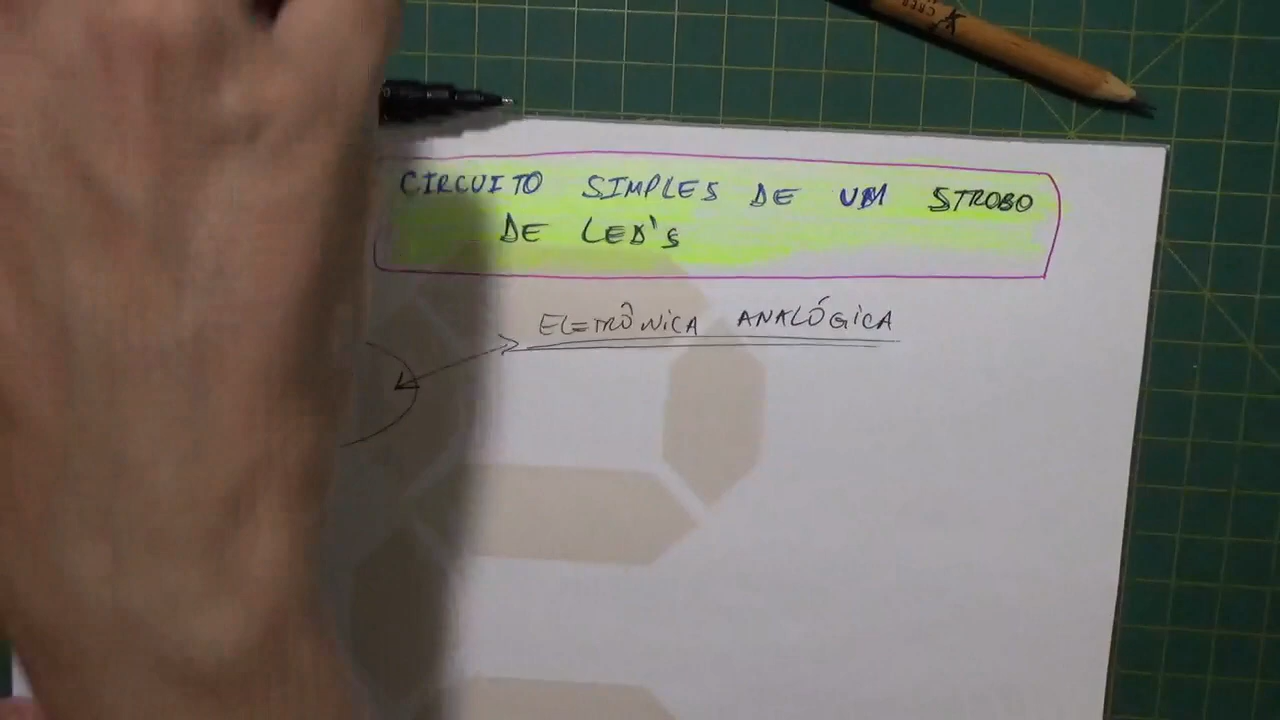 CIRCUITO SIMPLES DE UM STROBO
DE LED's
ELETRÔNICA ANALÓGICA